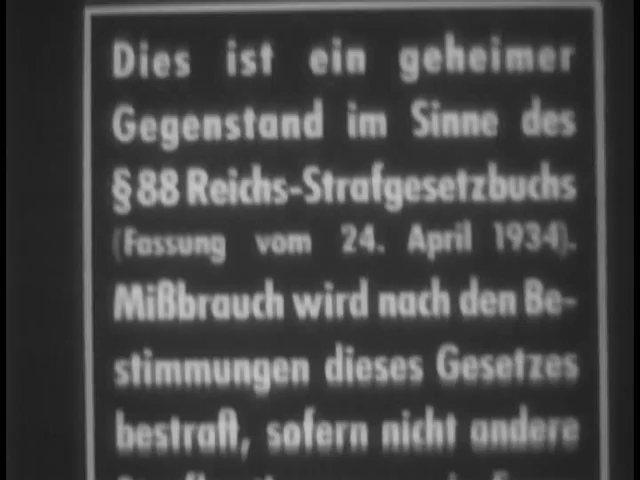 Dies ist ein geheimer
Gegenstand im Sinne des
§ 88 Reichs-Strafgesetzbuchs
(Fassung vom 24. April 1934).
Mißbrauch wird nach den Be-
stimmungen dieses Gesetzes
bestraft, sofern nicht andere